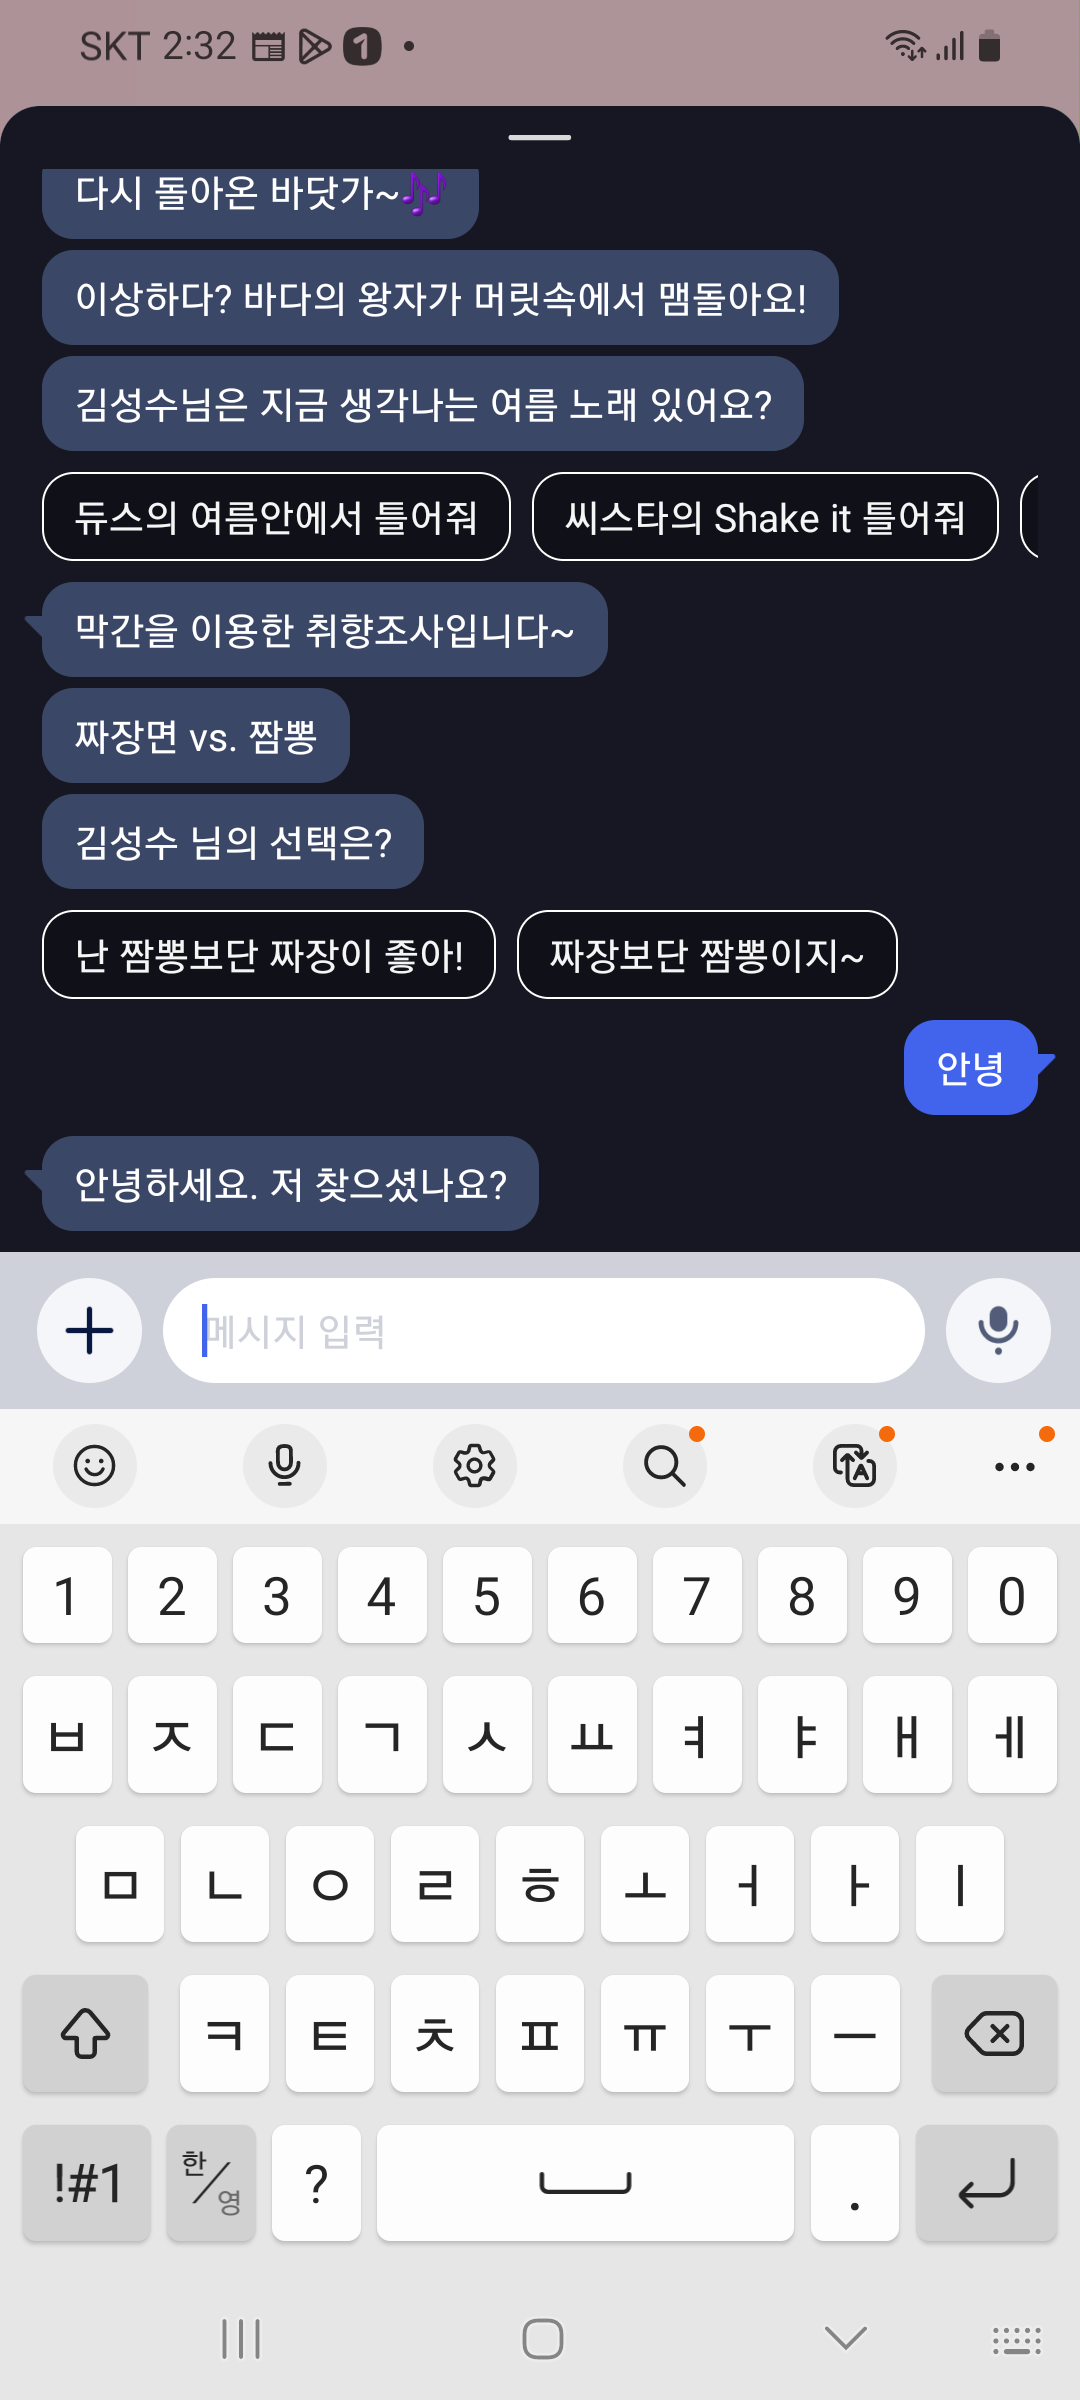 SKT 2:32
다시 돌아온 바닷가~🎶
이상하다? 바다의 왕자가 머릿속에서 맴돌아요!
김성수님은 지금 생각나는 여름 노래 있어요?
듀스의 여름안에서 틀어줘 씨스타의 Shake it 틀어줘
막간을 이용한 취향조사입니다~
짜장면 vs. 짬뽕
김성수 님의 선택은?
난 짬뽕보단 짜장이 좋아! 짜장보단 짬뽕이지~
안녕
안녕하세요. 저 찾으셨나요?
메시지 입력
1 2 3 4 5 6 7 8 9 0
ㅂ ㅈ ㄷ ㄱ ㅅ ㅛ ㅕ ㅑ ㅐ ㅔ
ㅁ ㄴ ㅇ ㄹ ㅎ ㅗ ㅓ ㅏ ㅣ
ㅋ ㅌ ㅊ ㅍ ㅠ ㅜ ㅡ
!#1 한/영 ? .